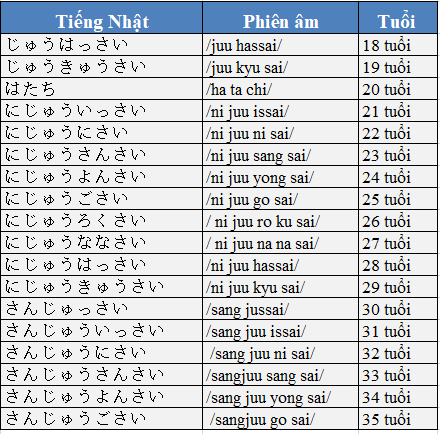 Tiếng Nhật Phiên âm Tuổi
じゅうはっさい /juu hassai/ 18 tuổi
じゅうきゅうさい /juu kyu sai/ 19 tuổi
はたち /ha ta chi/ 20 tuổi
にじゅういっさい /ni juu issai/ 21 tuổi
にじゅうにさい /ni juu ni sai/ 22 tuổi
にじゅうさんさい /ni juu sang sai/ 23 tuổi
にじゅうよんさい /ni juu yong sai/ 24 tuổi
にじゅうごさい /ni juu go sai/ 25 tuổi
にじゅうろくさい / ni juu ro ku sai/ 26 tuổi
にじゅうななさい / ni juu na na sai/ 27 tuổi
にじゅうはっさい /ni juu hassai/ 28 tuổi
にじゅうきゅうさい /ni juu kyu sai/ 29 tuổi
さんじゅっさい /sang jussai/ 30 tuổi
さんじゅういっさい /sang juu issai/ 31 tuổi
さんじゅうにさい /sang juu ni sai/ 32 tuổi
さんじゅうさんさい /sangjuu sang sai/ 33 tuổi
さんじゅうよんさい /sang juu yong sai/ 34 tuổi
さんじゅうごさい /sangjuu go sai/ 35 tuổi